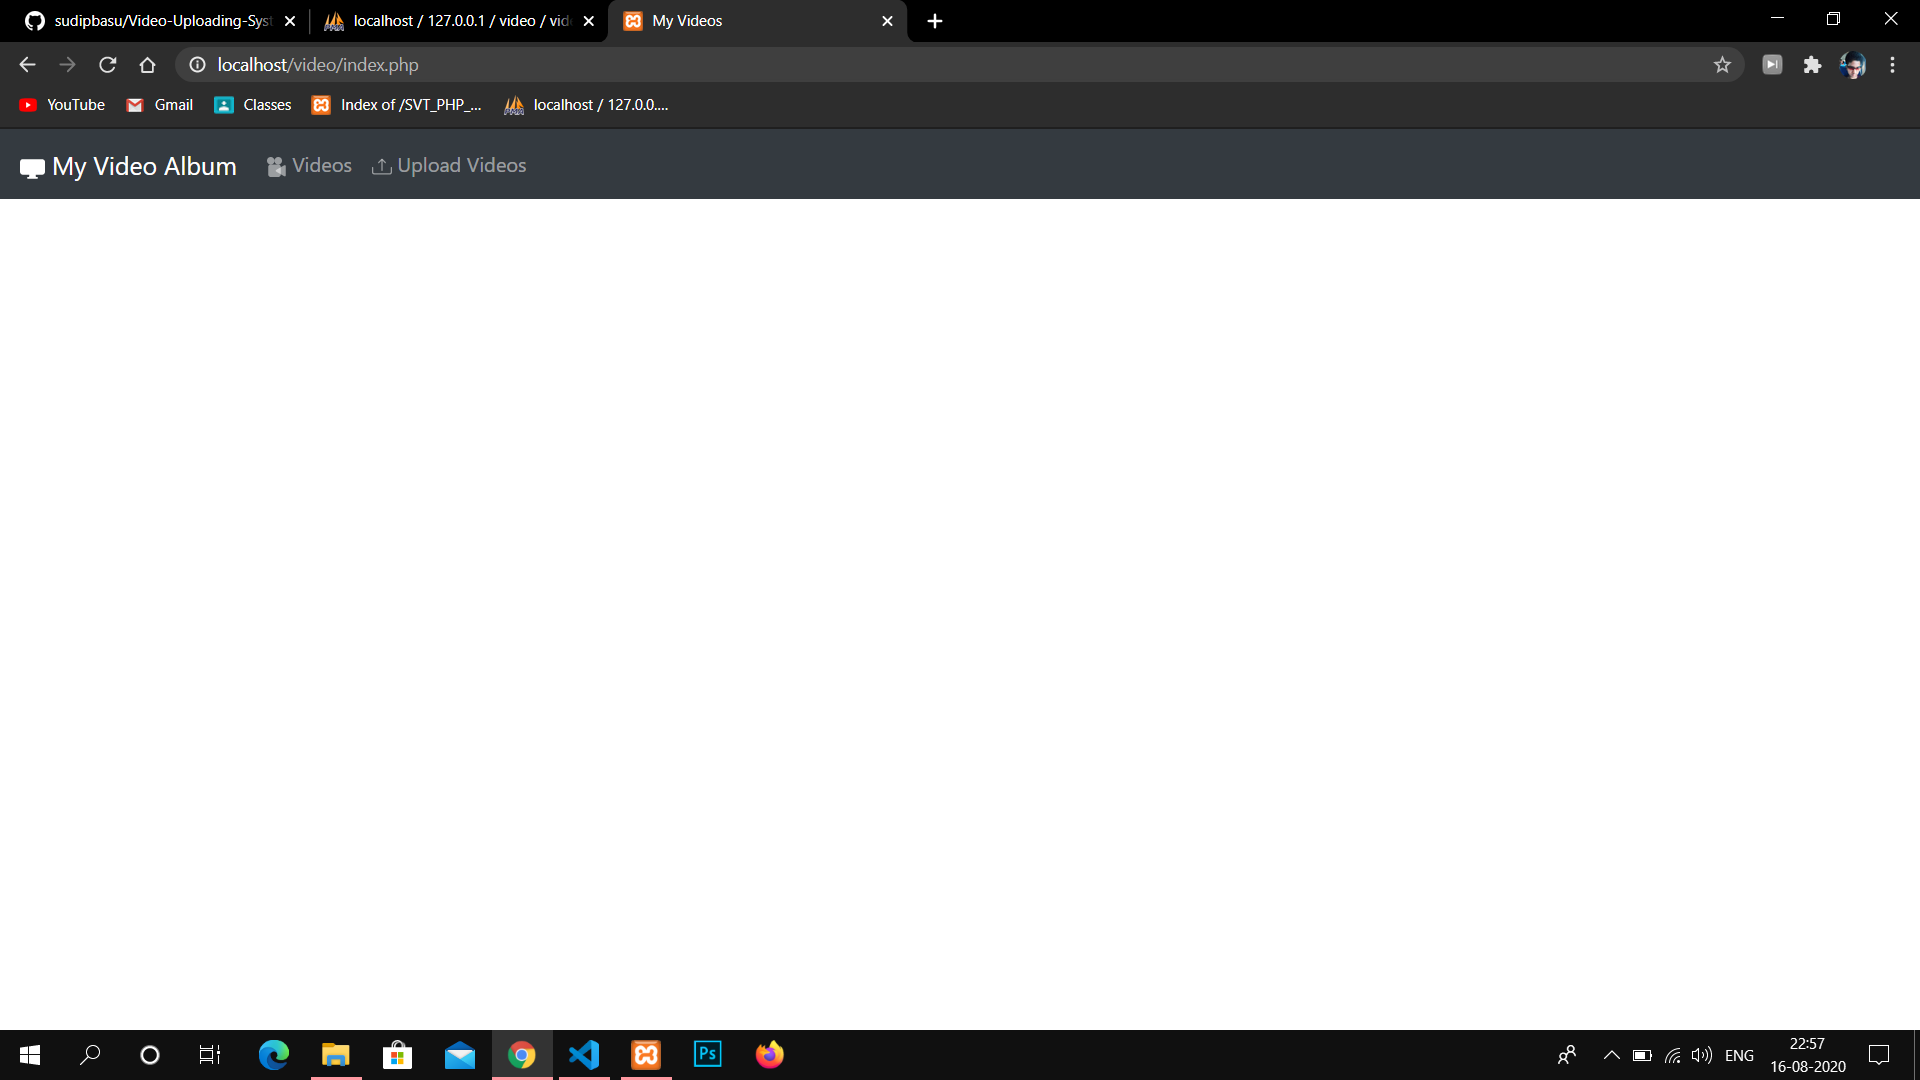 sudipbasu/Video-Uploading-Syst
localhost / 127.0.0.1 / video / vid
My Videos
localhost/video/index.php
YouTube
Gmail
Classes
Index of /SVT_PHP_...
localhost / 127.0.0....
My Video Album
Videos
Upload Videos
Ps
ENG
22:57
16-08-2020